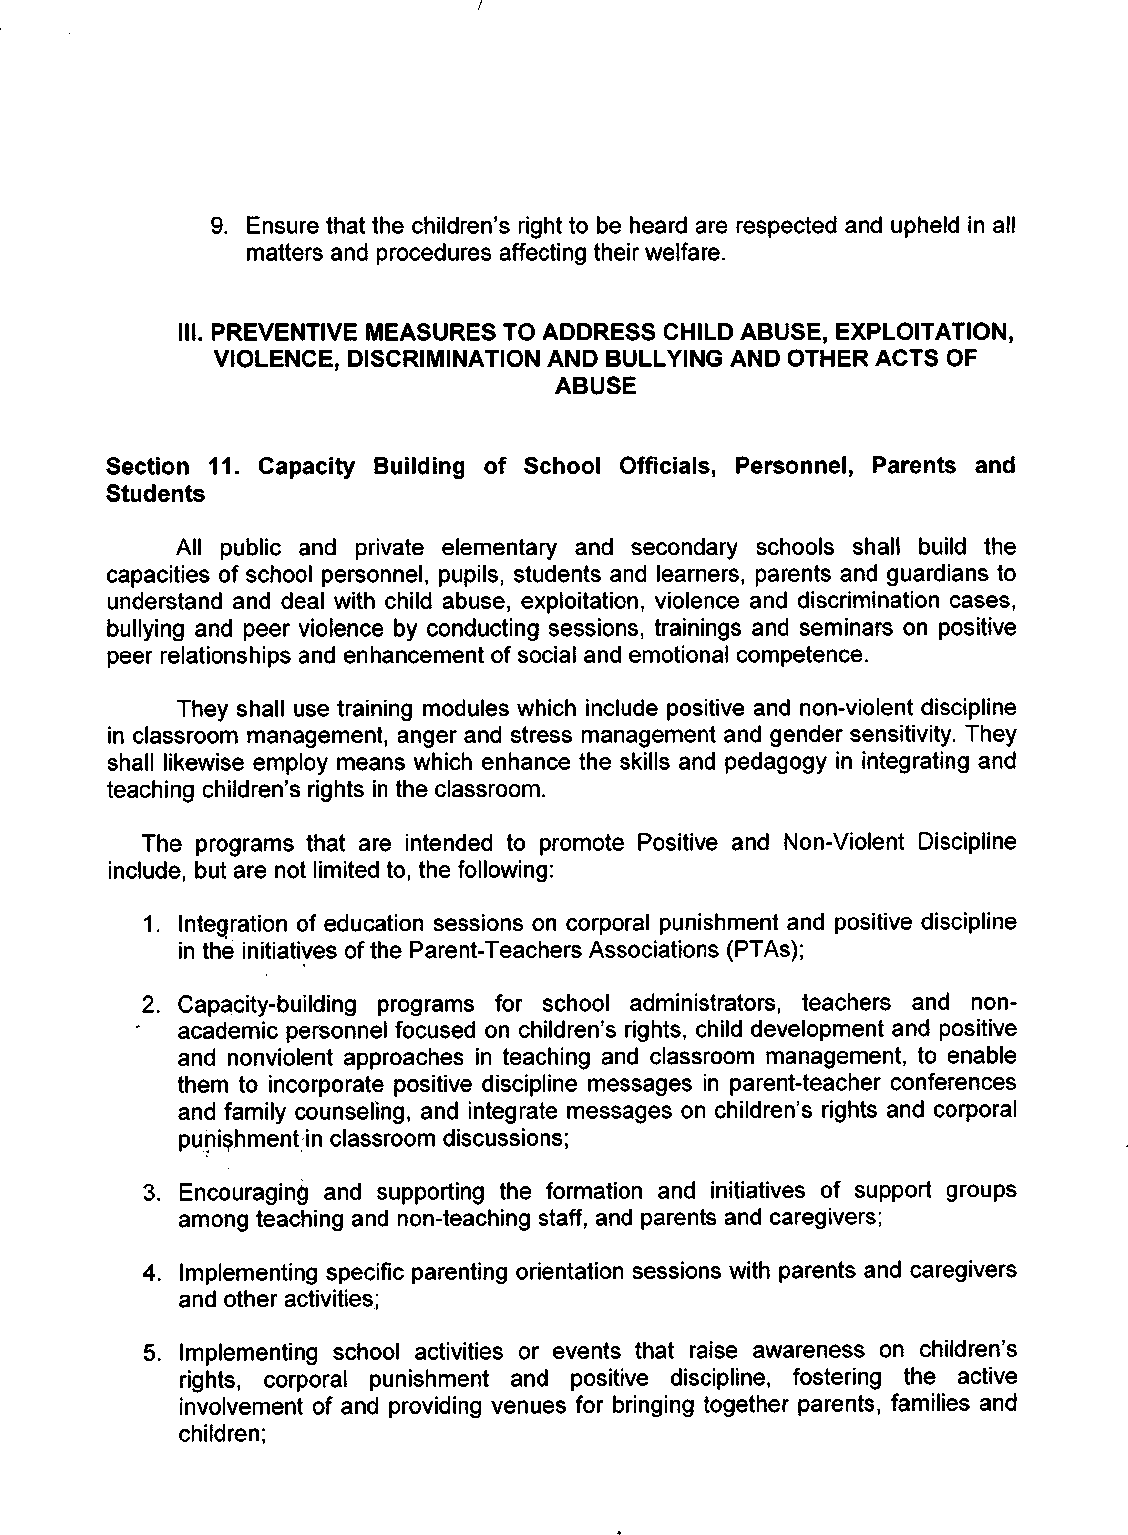 9. Ensure that the children's right to be heard are respected and upheld in all
matters and procedures affecting their welfare.
III. PREVENTIVE MEASURES TO ADDRESS CHILD ABUSE, EXPLOITATION,
VIOLENCE, DISCRIMINATION AND BULLYING AND OTHER ACTS OF
ABUSE
Section 11. Capacity Building of School Officials, Personnel, Parents and
Students
All public and private elementary and secondary schools shall build the
capacities of school personnel, pupils, students and learners, parents and guardians to
understand and deal with child abuse, exploitation, violence and discrimination cases,
bullying and peer violence by conducting sessions, trainings and seminars on positive
peer relationships and enhancement of social and emotional competence.
They shall use training modules which include positive and non-violent discipline
in classroom management, anger and stress management and gender sensitivity. They
shall likewise employ means which enhance the skills and pedagogy in integrating and
teaching children's rights in the classroom.
The programs that are intended to promote Positive and Non-Violent Discipline
include, but are not limited to, the following:
1. Integration of education sessions on corporal punishment and positive discipline
in the initiatives of the Parent-Teachers Associations (PTAs);
2. Capacity-building programs for school administrators, teachers and non-
academic personnel focused on children's rights, child development and positive
and nonviolent approaches in teaching and classroom management, to enable
them to incorporate positive discipline messages in parent-teacher conferences
and family counseling, and integrate messages on children's rights and corporal
punishment in classroom discussions;
3. Encouraging and supporting the formation and initiatives of support groups
among teaching and non-teaching staff, and parents and caregivers;
4. Implementing specific parenting orientation sessions with parents and caregivers
and other activities;
5. Implementing school activities or events that raise awareness on children's
rights, corporal punishment and positive discipline, fostering the active
involvement of and providing venues for bringing together parents, families and
children;